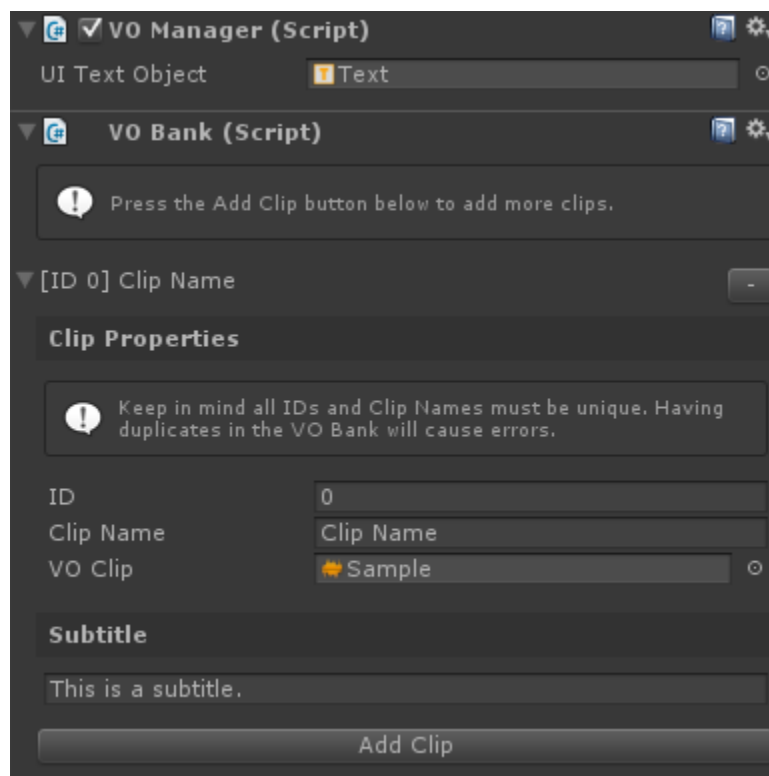 VO Manager (Script)
UI Text Object Text
VO Bank (Script)
Press the Add Clip button below to add more clips.
[ID 0] Clip Name -
Clip Properties
Keep in mind all IDs and Clip Names must be unique. Having
duplicates in the VO Bank will cause errors.
ID 0
Clip Name Clip Name
VO Clip Sample
Subtitle
This is a subtitle.
Add Clip